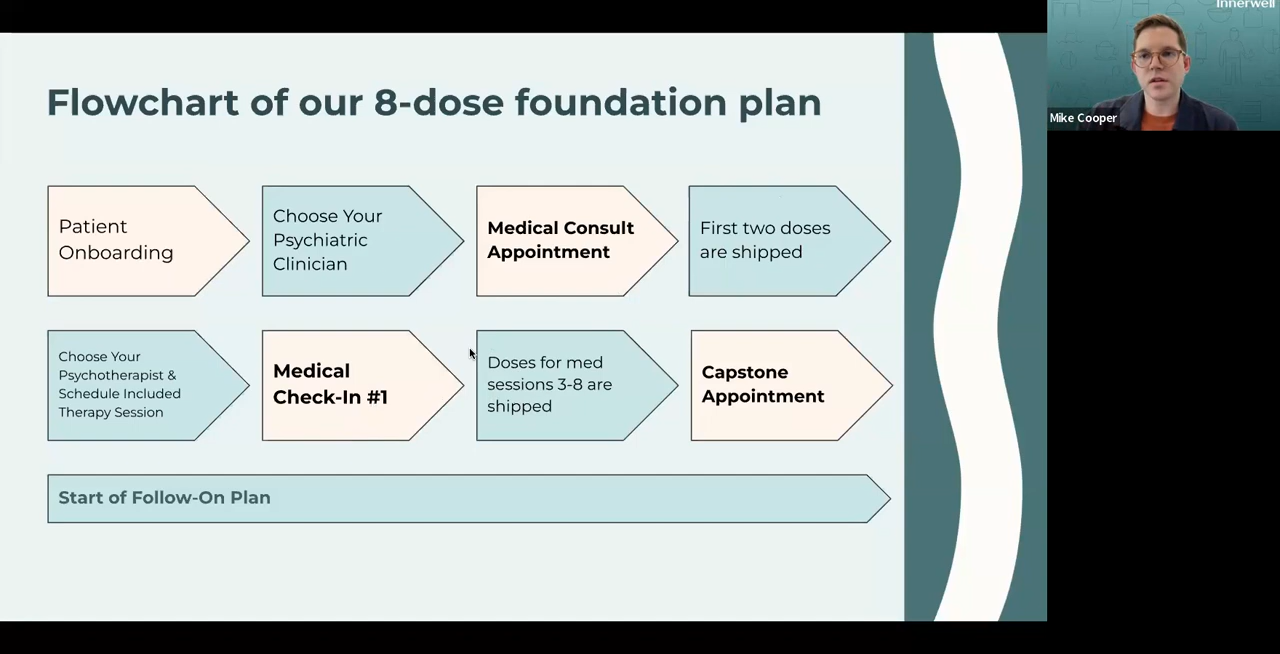 Innerwell
Mike Cooper
Flowchart of our 8-dose foundation plan
Patient
Onboarding
Choose Your
Psychiatric
Clinician
Medical Consult
Appointment
First two doses
are shipped
Choose Your
Psychotherapist &
Schedule Included
Therapy Session
Medical
Check-In #1
Doses for med
sessions 3-8 are
shipped
Capstone
Appointment
Start of Follow-On Plan